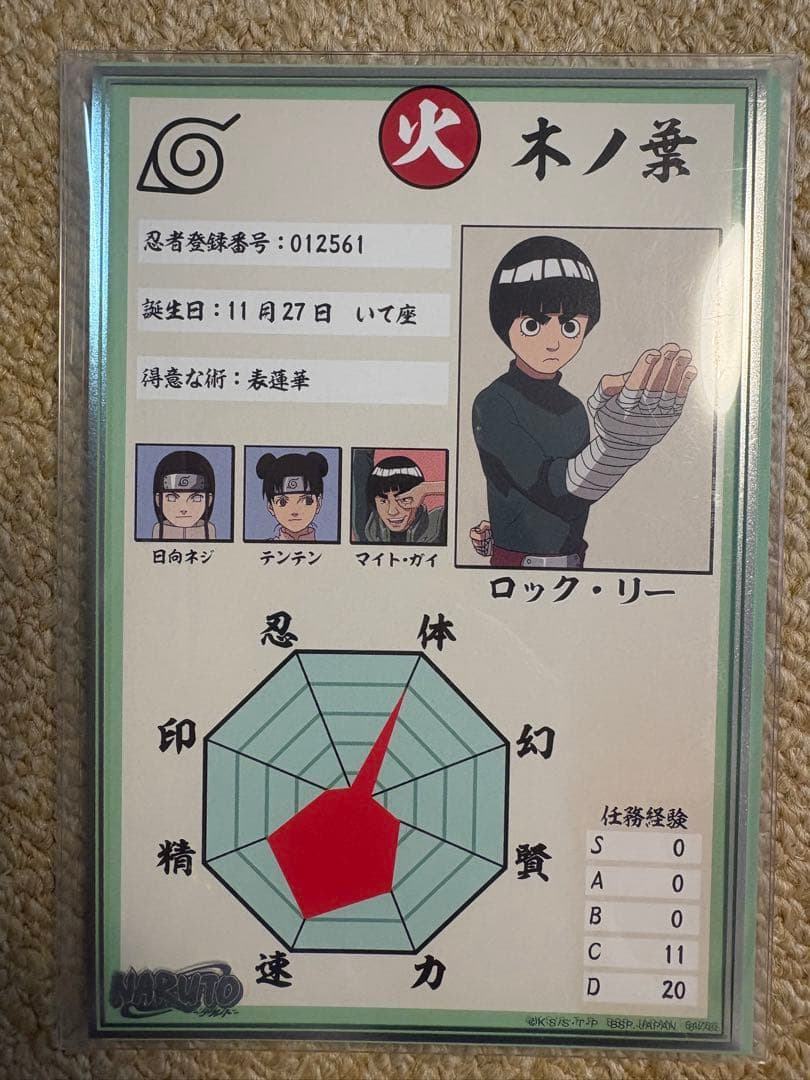 火 木ノ葉
忍者登録番号：012561
誕生日：11月27日 いて座
得意な術：表蓮華
日向ネジ
テンテン
マイト・ガイ
ロック・リー
忍
体
印
幻
精
賢
速
力
任務経験
S 0
A 0
B 0
C 11
D 20
NARUTO
-ナルト-